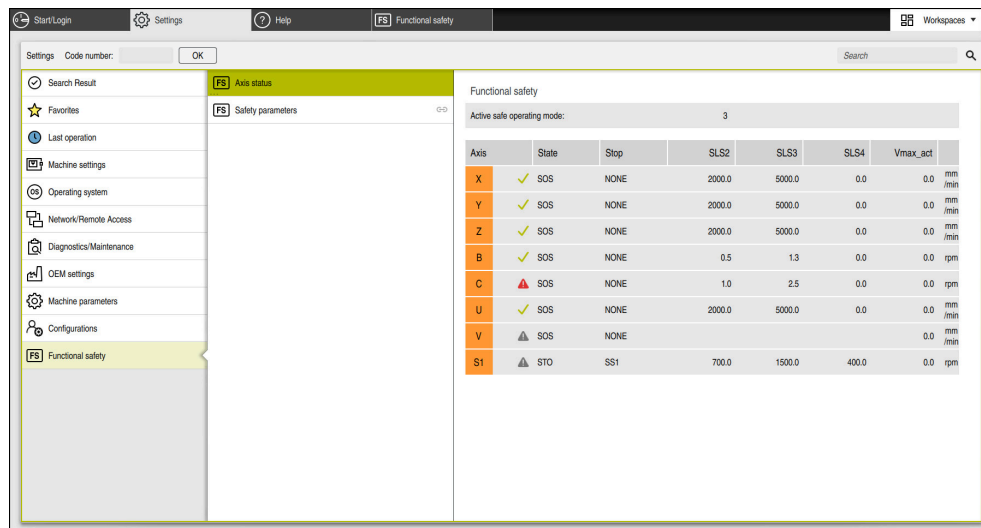 Start/Login Settings Help FS Functional safety Workspaces
Settings Code number: OK Search
Search Result
Favorites
Last operation
Machine settings
OS Operating system
Network/Remote Access
Diagnostics/Maintenance
OEM settings
Machine parameters
Configurations
FS Functional safety
FS Axis status
FS Safety parameters
Functional safety
Active safe operating mode: 3
Axis State Stop SLS2 SLS3 SLS4 Vmax_act
X SOS NONE 2000.0 5000.0 0.0 0.0 mm/min
Y SOS NONE 2000.0 5000.0 0.0 0.0 mm/min
Z SOS NONE 2000.0 5000.0 0.0 0.0 mm/min
B SOS NONE 0.5 1.3 0.0 0.0 rpm
C SOS NONE 1.0 2.5 0.0 0.0 rpm
U SOS NONE 2000.0 5000.0 0.0 0.0 mm/min
V SOS NONE 0.0 mm/min
S1 STO SS1 700.0 1500.0 400.0 0.0 rpm